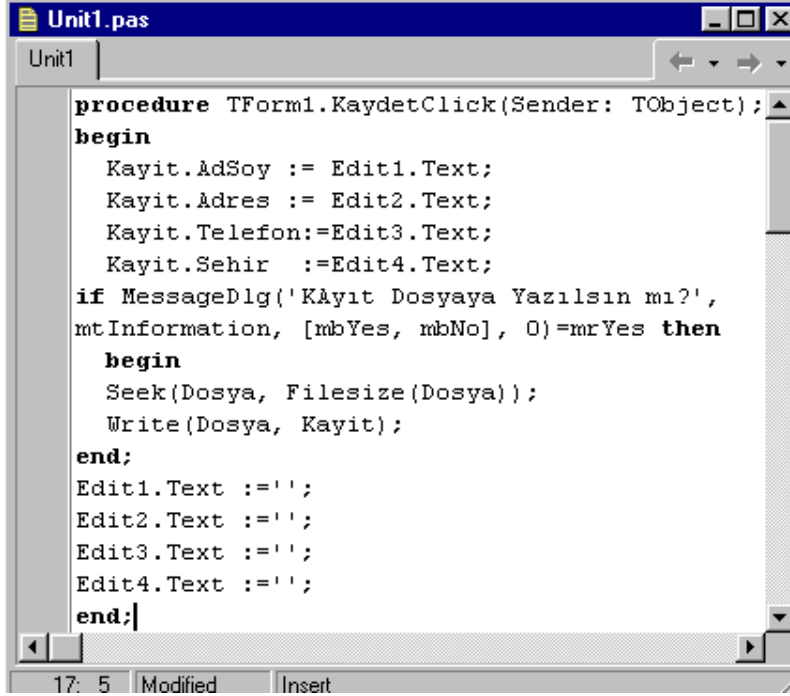 Unit1.pas
Unit1
procedure TForm1.KaydetClick(Sender: TObject);
begin
  Kayit.AdSoy := Edit1.Text;
  Kayit.Adres := Edit2.Text;
  Kayit.Telefon:=Edit3.Text;
  Kayit.Sehir  :=Edit4.Text;
if MessageDlg('KAyıt Dosyaya Yazılsın mı?',
mtInformation, [mbYes, mbNo], 0)=mrYes then
  begin
  Seek(Dosya, Filesize(Dosya));
  Write(Dosya, Kayit);
end;
Edit1.Text :='';
Edit2.Text :='';
Edit3.Text :='';
Edit4.Text :='';
end;
17: 5 Modified Insert